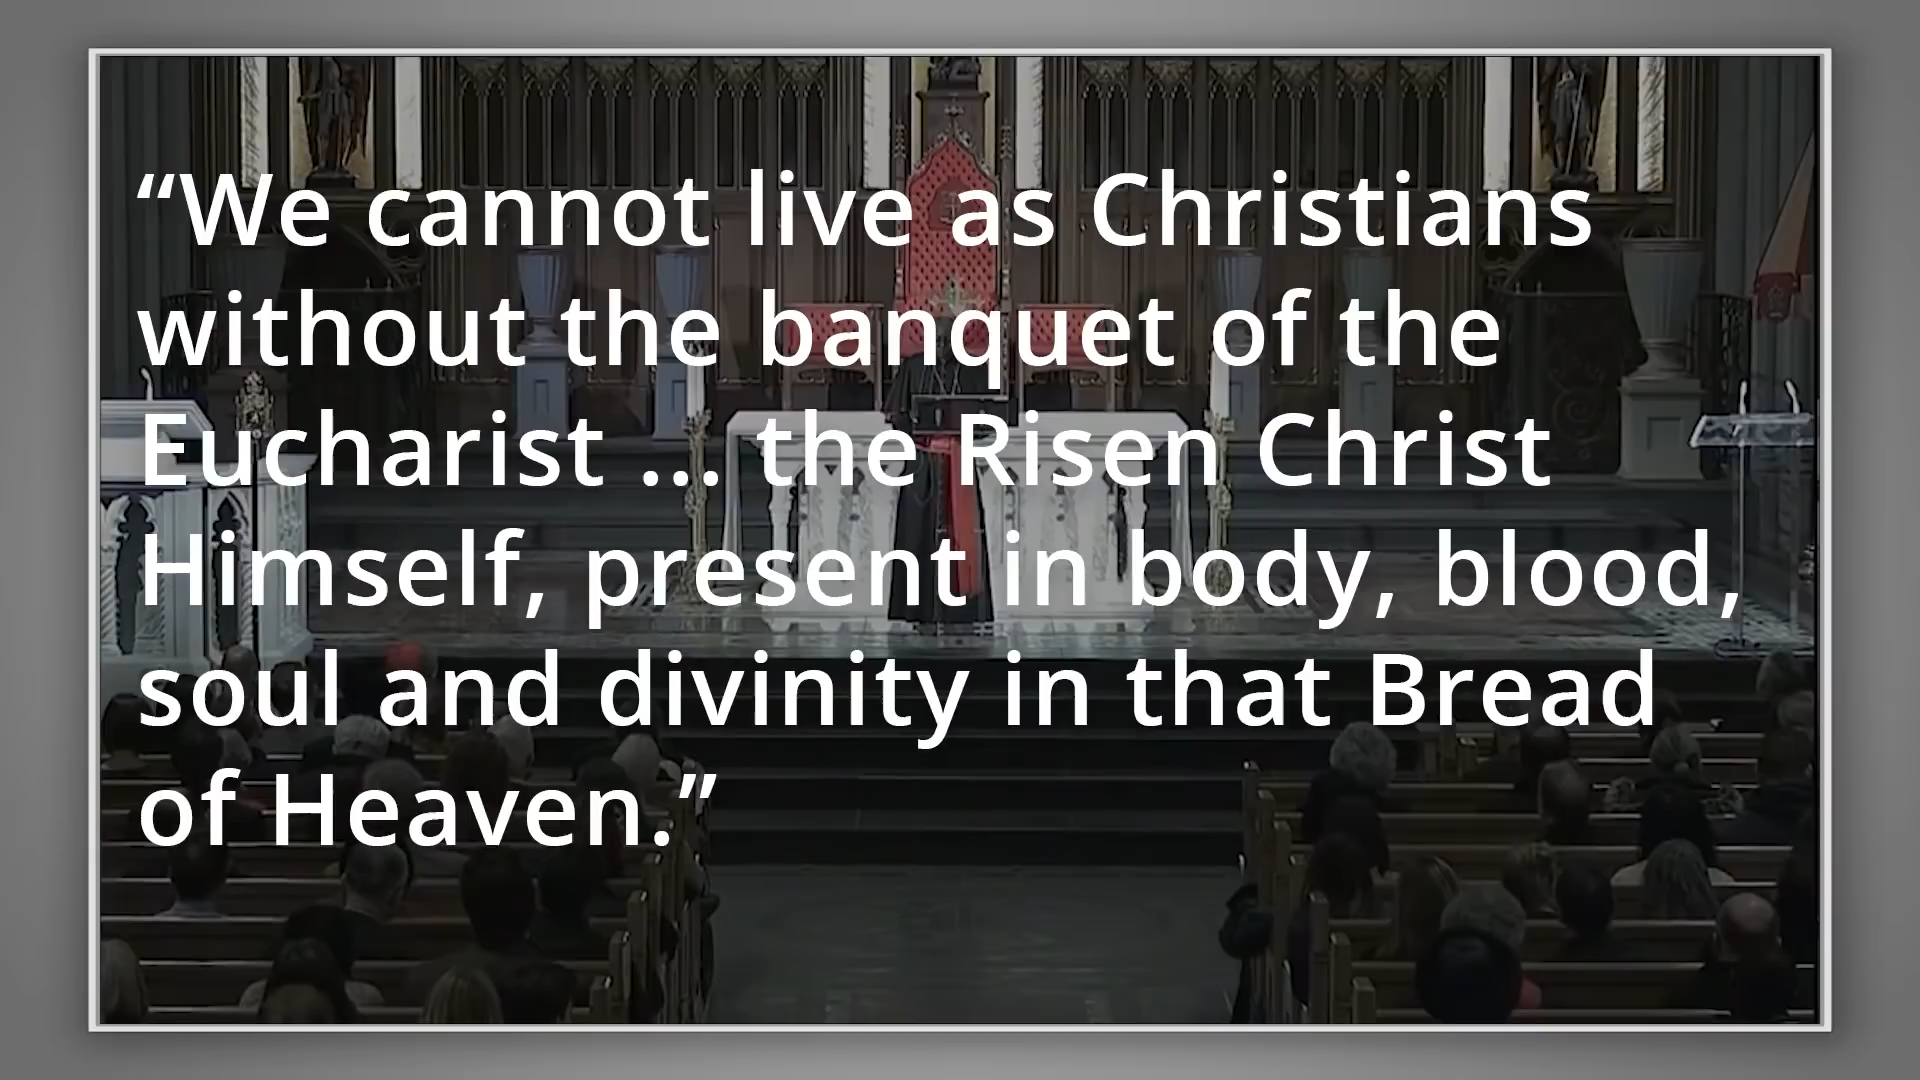 “We cannot live as Christians
without the banquet of the
Eucharist ... the Risen Christ
Himself, present in body, blood,
soul and divinity in that Bread
of Heaven.”